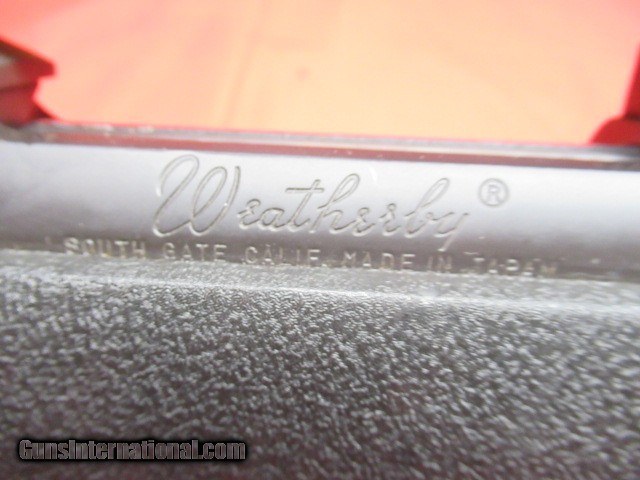 Weatherby ®
SOUTH GATE CALIF. MADE IN JAPAN
GunsInternational.com